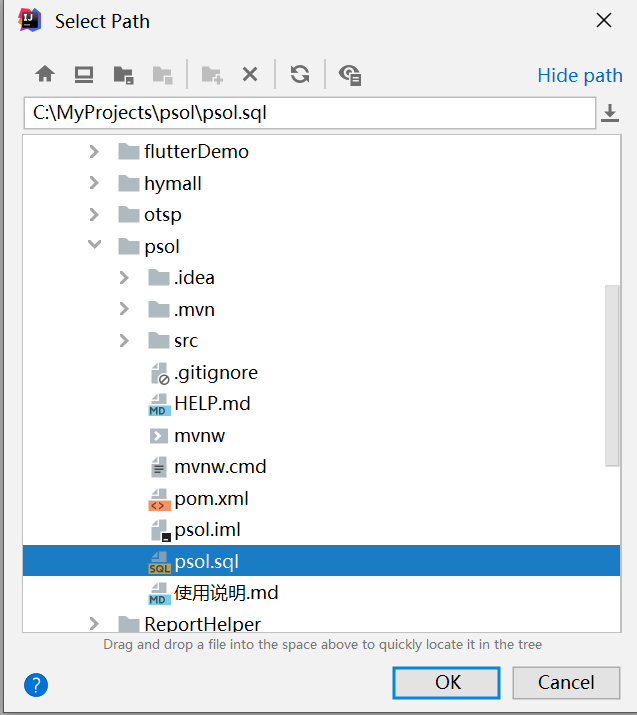 Select Path
Hide path
C:\MyProjects\psol\psol.sql
flutterDemo
hymall
otsp
psol
.idea
.mvn
src
.gitignore
HELP.md
mvnw
mvnw.cmd
pom.xml
psol.iml
psol.sql
使用说明.md
ReportHelper
Drag and drop a file into the space above to quickly locate it in the tree
? OK Cancel